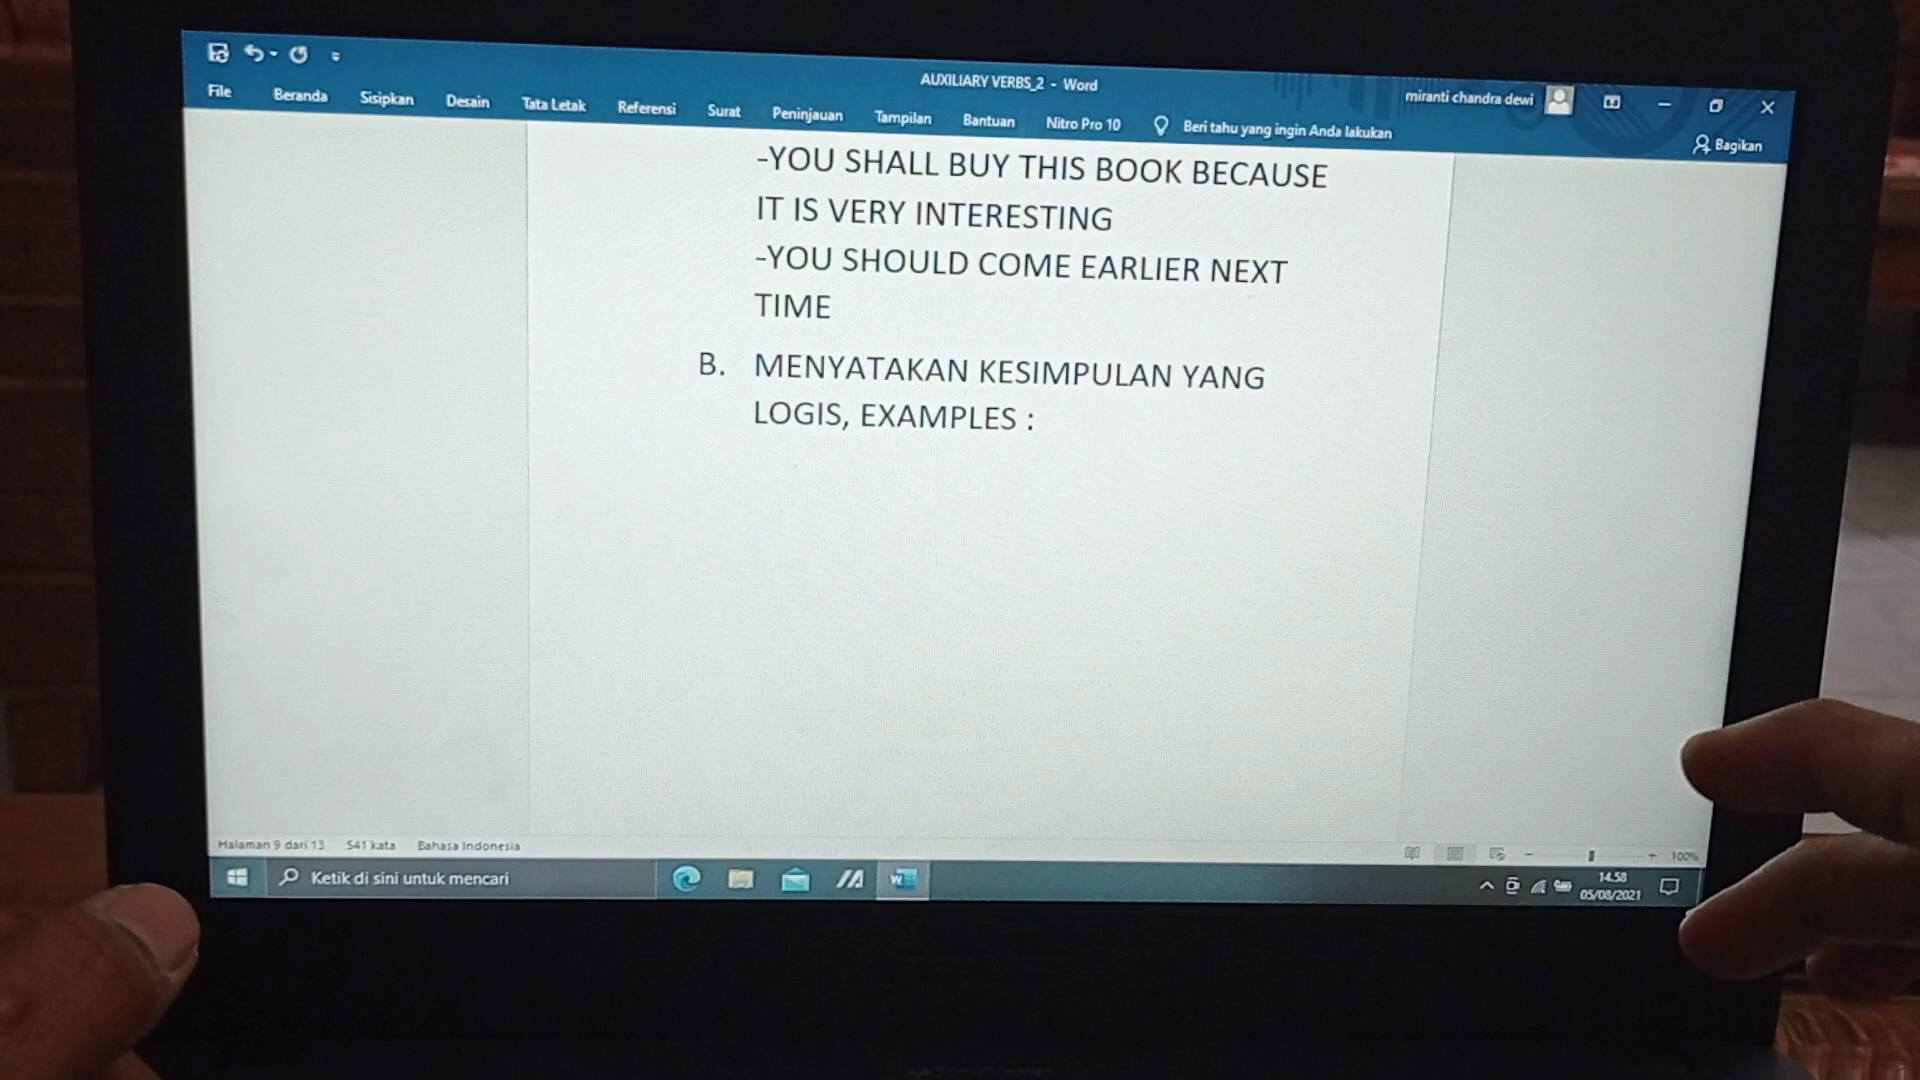 AUXILIARY VERBS_2 - Word
miranti chandra dewi
File Beranda Sisipkan Desain Tata Letak Referensi Surat Peninjauan Tampilan Bantuan Nitro Pro 10 Beri tahu yang ingin Anda lakukan
Bagikan
-YOU SHALL BUY THIS BOOK BECAUSE
IT IS VERY INTERESTING
-YOU SHOULD COME EARLIER NEXT
TIME
B. MENYATAKAN KESIMPULAN YANG
LOGIS, EXAMPLES :
Halaman 9 dari 13 541 kata Bahasa Indonesia
100%
Ketik di sini untuk mencari
14.58
05/08/2021